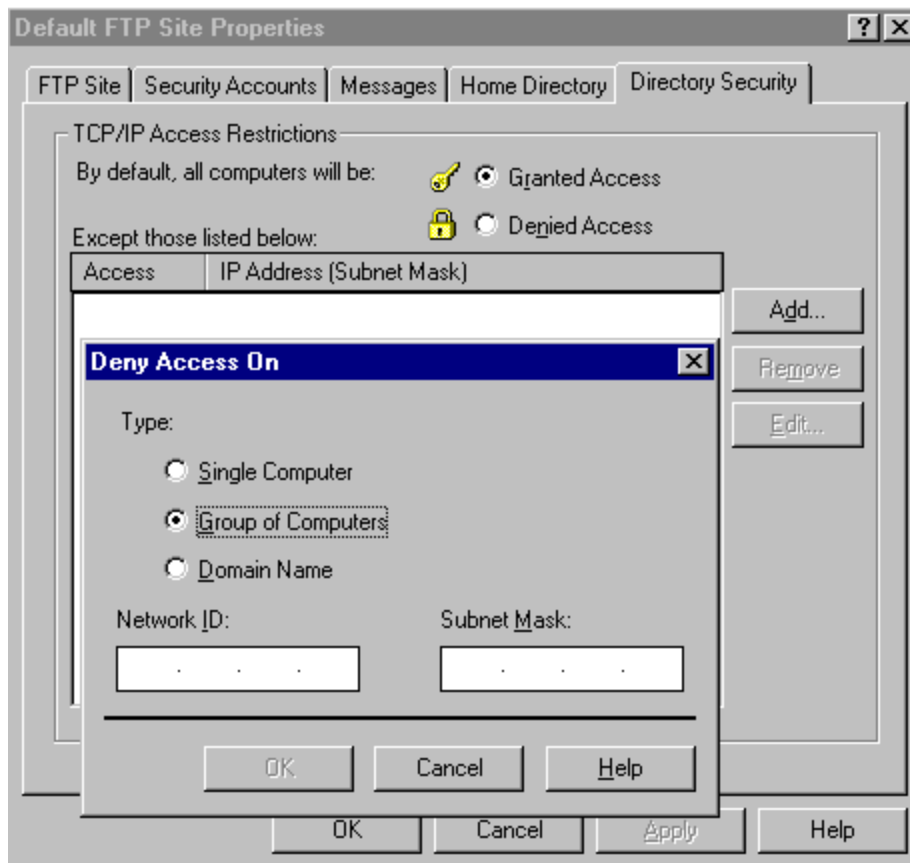 Default FTP Site Properties
FTP Site Security Accounts Messages Home Directory Directory Security
TCP/IP Access Restrictions
By default, all computers will be: Granted Access
Denied Access
Except those listed below:
Access IP Address (Subnet Mask)
Add...
Remove
Edit...
Deny Access On
Type:
Single Computer
Group of Computers
Domain Name
Network ID: Subnet Mask:
. . . . . .
OK Cancel Help
OK Cancel Apply Help